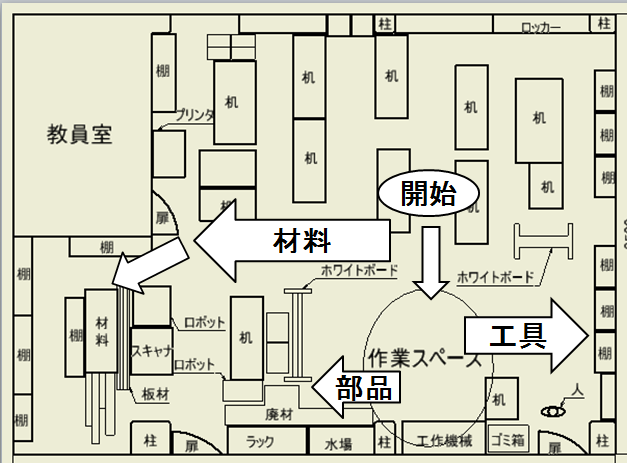 柱
ロッカー
柱
棚
机
机
机
机
机
棚
教員室
プリンタ
棚
机
机
棚
机
開始
机
扉
材料
棚
棚
ホワイトボード
ホワイトボード
棚
棚
材料
ロボット
机
工具
棚
棚
スキャナ
作業スペース
棚
ロボット
部品
板材
机
人
廃材
棚
柱
扉
ラック
水場
柱
工作機械
ゴミ箱
扉
柱